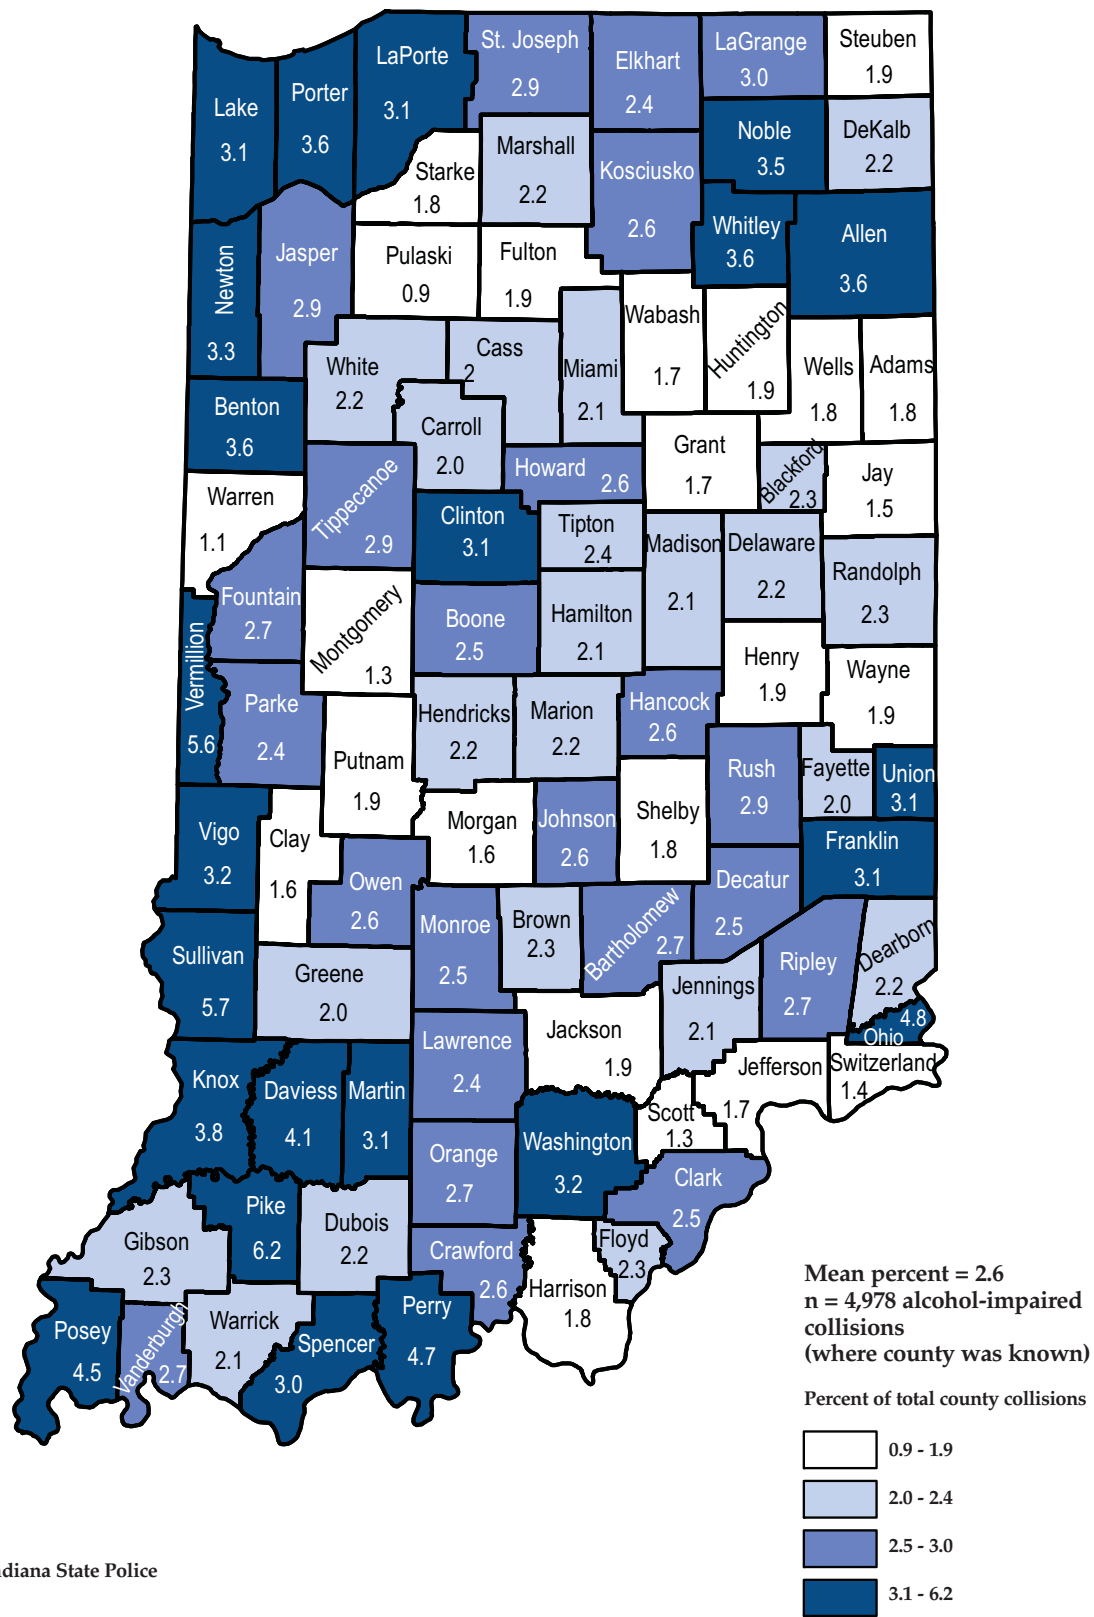 St. Joseph
2.9
Elkhart
2.4
LaGrange
3.0
Steuben
1.9
LaPorte
3.1
Porter
3.6
Lake
3.1
Noble
3.5
DeKalb
2.2
Marshall
2.2
Starke
1.8
Kosciusko
2.6
Whitley
3.6
Allen
3.6
Newton
3.3
Jasper
2.9
Pulaski
0.9
Fulton
1.9
Wabash
1.7
Huntington
1.9
White
2.2
Cass
2
Miami
2.1
Wells
1.8
Adams
1.8
Benton
3.6
Carroll
2.0
Grant
1.7
Howard
2.6
Blackford
2.3
Jay
1.5
Warren
1.1
Tippecanoe
2.9
Clinton
3.1
Tipton
2.4
Madison
2.1
Delaware
2.2
Randolph
2.3
Fountain
2.7
Montgomery
1.3
Boone
2.5
Hamilton
2.1
Vermillion
5.6
Henry
1.9
Wayne
1.9
Parke
2.4
Hendricks
2.2
Marion
2.2
Hancock
2.6
Putnam
1.9
Rush
2.9
Fayette
2.0
Union
3.1
Vigo
3.2
Clay
1.6
Morgan
1.6
Johnson
2.6
Shelby
1.8
Franklin
3.1
Owen
2.6
Decatur
2.5
Monroe
2.5
Brown
2.3
Bartholomew
2.7
Sullivan
5.7
Greene
2.0
Ripley
2.7
Dearborn
2.2
Jennings
2.1
4.8
Ohio
Jackson
1.9
Lawrence
2.4
Jefferson
1.7
Switzerland
1.4
Knox
3.8
Daviess
4.1
Martin
3.1
Scott
1.3
Washington
3.2
Orange
2.7
Clark
2.5
Pike
6.2
Dubois
2.2
Gibson
2.3
Crawford
2.6
Floyd
2.3
Harrison
1.8
Posey
4.5
Vanderburgh
2.7
Warrick
2.1
Spencer
3.0
Perry
4.7
Mean percent = 2.6
n = 4,978 alcohol-impaired
collisions
(where county was known)
Percent of total county collisions
0.9 - 1.9
2.0 - 2.4
2.5 - 3.0
3.1 - 6.2
ndiana State Police